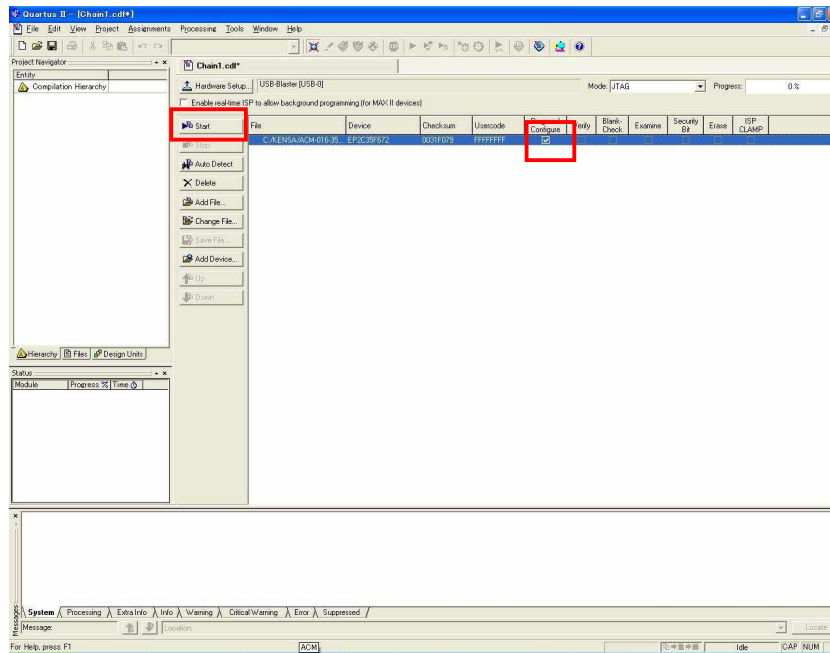 Quartus II - [Chain1.cdf*]
File Edit View Project Assignments Processing Tools Window Help
Project Navigator
Entity
Compilation Hierarchy
Hierarchy Files Design Units
Status
Module Progress % Time
Chain1.cdf*
Hardware Setup... USB-Blaster [USB-0] Mode: JTAG Progress: 0 %
Enable real-time ISP to allow background programming (for MAX II devices)
Start
Stop
Auto Detect
Delete
Add File...
Change File...
Save File...
Add Device...
Up
Down
File Device Checksum Usercode Configure Verify Blank-Check Examine Security Bit Erase ISP CLAMP
C:/KENSA/ACM-016-35... EP2C35F672 0031F079 FFFFFFFF
System Processing Extra Info Info Warning Critical Warning Error Suppressed
Messages
Message: Location: Locate
For Help, press F1 ACM Idle CAP NUM